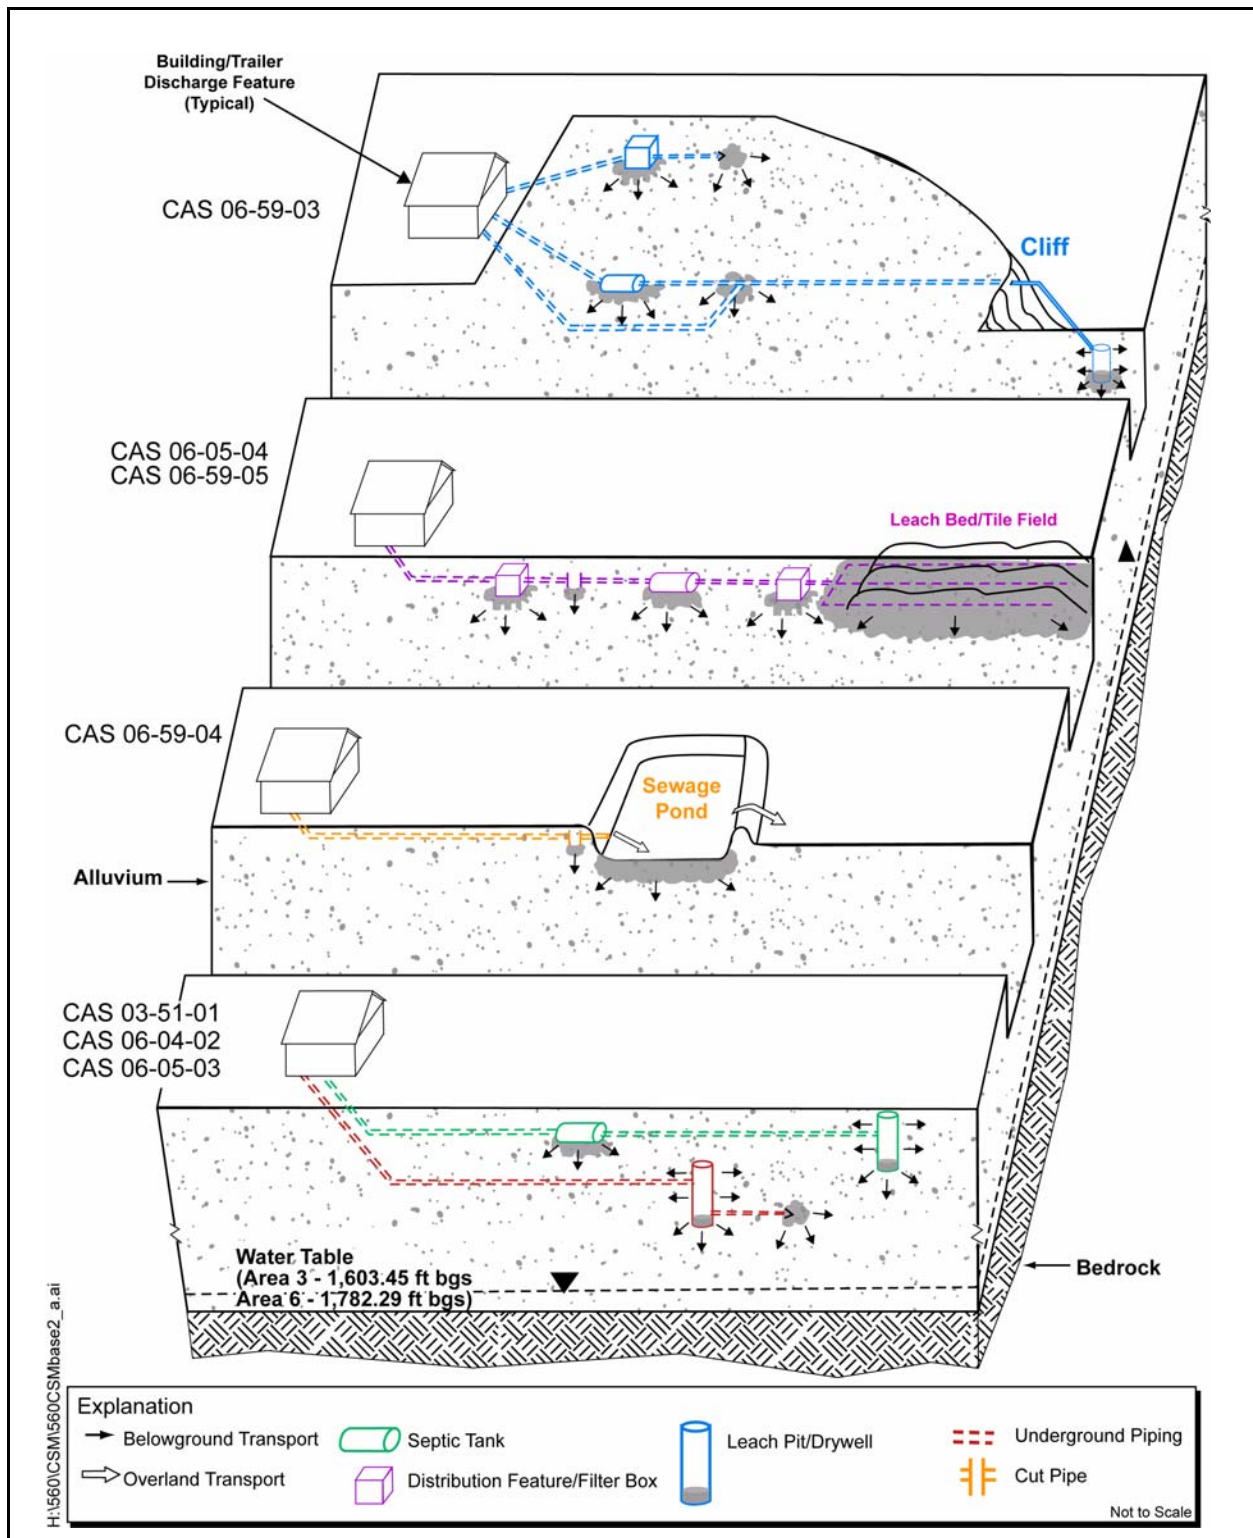 Building/Trailer
Discharge Feature
(Typical)
CAS 06-59-03
Cliff
CAS 06-05-04
CAS 06-59-05
Leach Bed/Tile Field
CAS 06-59-04
Sewage
Pond
Alluvium
CAS 03-51-01
CAS 06-04-02
CAS 06-05-03
Water Table
(Area 3 - 1,603.45 ft bgs
Area 6 - 1,782.29 ft bgs)
Bedrock
H:\560\CSM\560CSMbase2_a.ai
Explanation
Belowground Transport
Septic Tank
Leach Pit/Drywell
Underground Piping
Overland Transport
Distribution Feature/Filter Box
Cut Pipe
Not to Scale